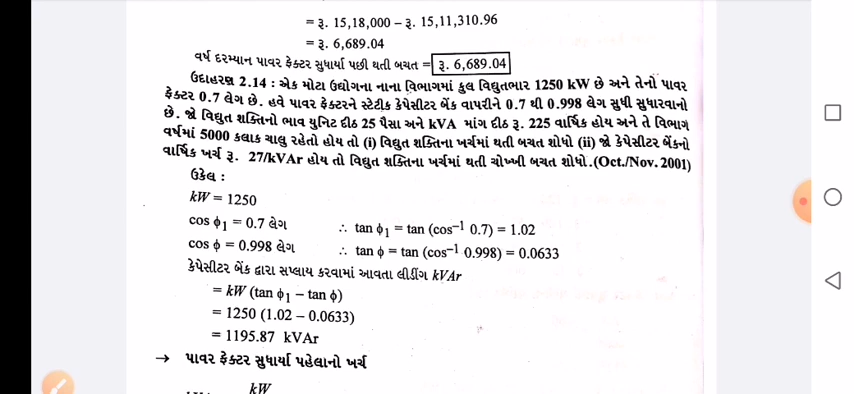 = રૂ. 15,18,000 – રૂ. 15,11,310.96
= રૂ. 6,689.04
વર્ષ દરમ્યાન પાવર ફેક્ટર સુધાર્યા પછી થતી બચત = રૂ. 6,689.04
ઉદાહરણ 2.14 : એક મોટા ઉદ્યોગના નાના વિભાગમાં કુલ વિદ્યુતભાર 1250 kW છે અને તેનો પાવર
ફેક્ટર 0.7 લેગ છે. હવે પાવર ફેક્ટરને સ્ટેટીક કેપેસીટર બેંક વાપરીને 0.7 થી 0.998 લેગ સુધી સુધારવાનો
છે. જો વિદ્યુત શક્તિનો ભાવ યુનિટ દીઠ 25 પૈસા અને kVA માંગ દીઠ રૂ. 225 વાર્ષિક હોય અને તે વિભાગ
વર્ષમાં 5000 કલાક ચાલુ રહેતો હોય તો (i) વિદ્યુત શક્તિના ખર્ચમાં થતી બચત શોધો (ii) જો કેપેસીટર બેંકનો
વાર્ષિક ખર્ચ રૂ. 27/kVAr હોય તો વિદ્યુત શક્તિના ખર્ચમાં થતી ચોખ્ખી બચત શોધો.(Oct./Nov. 2001)
ઉકેલ :
kW = 1250
cos ϕ₁ = 0.7 લેગ ∴ tan ϕ₁ = tan (cos⁻¹ 0.7) = 1.02
cos ϕ = 0.998 લેગ ∴ tan ϕ = tan (cos⁻¹ 0.998) = 0.0633
કેપેસીટર બેંક દ્વારા સપ્લાય કરવામાં આવતા લીડીંગ kVAr
= kW (tan ϕ₁ – tan ϕ)
= 1250 (1.02 – 0.0633)
= 1195.87 kVAr
→ પાવર ફેક્ટર સુધાર્યા પહેલાનો ખર્ચ
kW